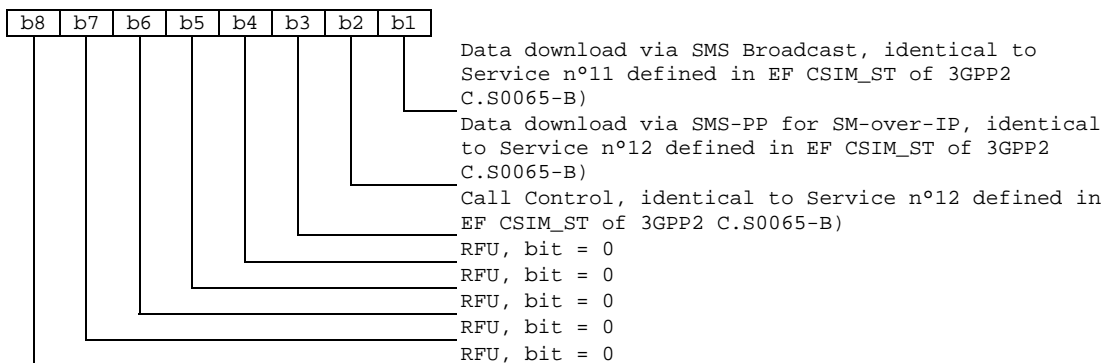 b8 b7 b6 b5 b4 b3 b2 b1
Data download via SMS Broadcast, identical to
Service nº11 defined in EF CSIM_ST of 3GPP2
C.S0065-B)
Data download via SMS-PP for SM-over-IP, identical
to Service nº12 defined in EF CSIM_ST of 3GPP2
C.S0065-B)
Call Control, identical to Service nº12 defined in
EF CSIM_ST of 3GPP2 C.S0065-B)
RFU, bit = 0
RFU, bit = 0
RFU, bit = 0
RFU, bit = 0
RFU, bit = 0